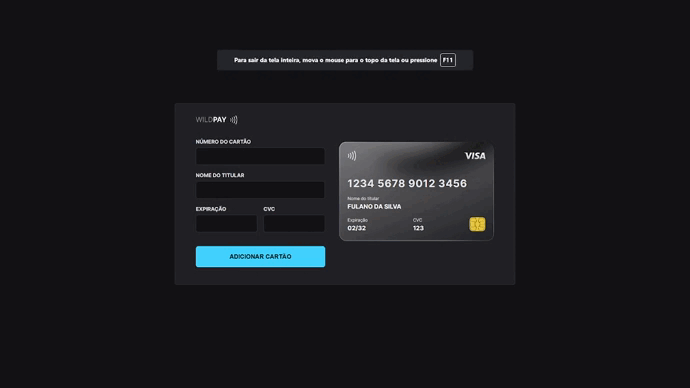 Para sair da tela inteira, mova o mouse para o topo da tela ou pressione F11
WILDPAY
NÚMERO DO CARTÃO
NOME DO TITULAR
EXPIRAÇÃO CVC
ADICIONAR CARTÃO
VISA
1234 5678 9012 3456
Nome do titular
FULANO DA SILVA
Expiração CVC
02/32 123